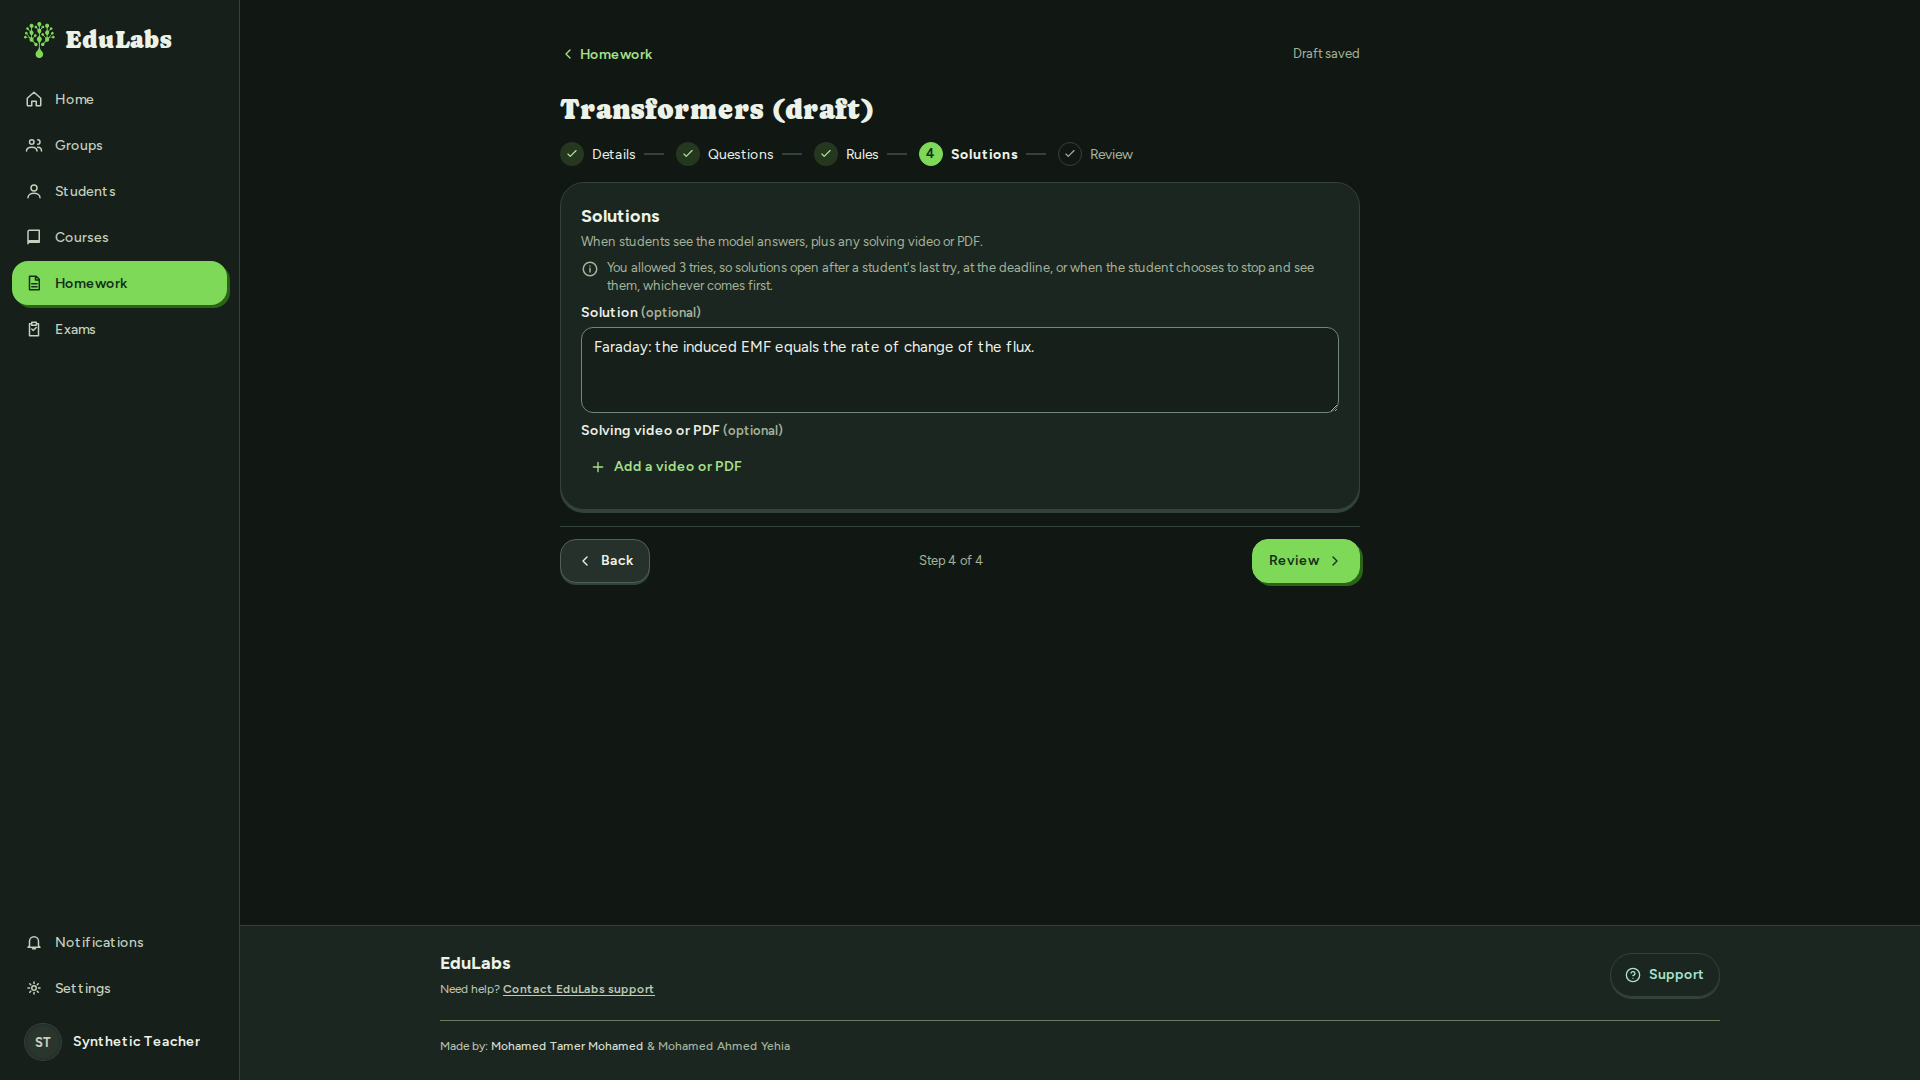 EduLabs
Home
Groups
Students
Courses
Homework
Exams
Notifications
Settings
ST Synthetic Teacher
Homework
Draft saved
Transformers (draft)
Details
Questions
Rules
4 Solutions
Review
Solutions
When students see the model answers, plus any solving video or PDF.
You allowed 3 tries, so solutions open after a student's last try, at the deadline, or when the student chooses to stop and see
them, whichever comes first.
Solution (optional)
Faraday: the induced EMF equals the rate of change of the flux.
Solving video or PDF (optional)
Add a video or PDF
Back
Step 4 of 4
Review
EduLabs
Need help? Contact EduLabs support
Support
Made by: Mohamed Tamer Mohamed & Mohamed Ahmed Yehia